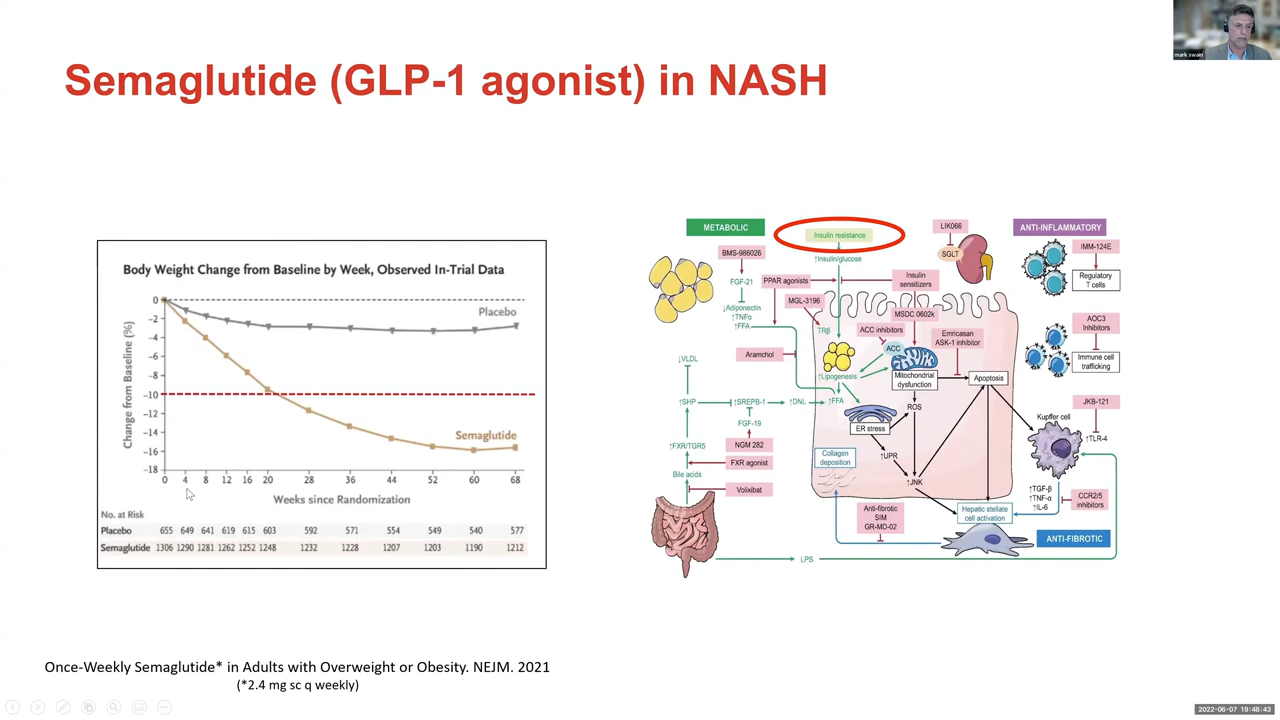 mark swain
Semaglutide (GLP-1 agonist) in NASH
Body Weight Change from Baseline by Week, Observed In-Trial Data
Change from Baseline (%)
0
−2
−4
−6
−8
−10
−12
−14
−16
−18
Placebo
Semaglutide
0 4 8 12 16 20 28 36 44 52 60 68
Weeks since Randomization
No. at Risk
Placebo 655 649 641 619 615 603 592 571 554 549 540 577
Semaglutide 1306 1290 1281 1262 1252 1248 1232 1228 1207 1203 1190 1212
METABOLIC
Insulin resistance
LIK066
SGLT
ANTI-INFLAMMATORY
BMS-986026
FGF-21
↓Adiponectin
↑TNFα
↑FFA
↑Insulin/glucose
PPAR agonists
Insulin
sensitizers
MGL-3196
TRβ
MSDC 0602k
ACC inhibitors
ACC
Emricasan
ASK-1 inhibitor
IMM-124E
Regulatory
T cells
AOC3
Inhibitors
Immune cell
trafficking
Aramchol
↑Lipogenesis
Mitochondrial
dysfunction
Apoptosis
↓VLDL
↑SHP
↑SREPB-1
↑DNL
↑FFA
ROS
JKB-121
Kupffer cell
↑TLR-4
FGF-19
NGM 282
ER stress
↑FXR/TGR5
FXR agonist
Bile acids
Volixibat
Collagen
deposition
↑UPR
↑JNK
↑TGF-β
↑TNF-α
↑IL-6
CCR2/5
inhibitors
Anti-fibrotic
SIM
GR-MD-02
Hepatic stellate
cell activation
ANTI-FIBROTIC
LPS
Once-Weekly Semaglutide* in Adults with Overweight or Obesity. NEJM. 2021
(*2.4 mg sc q weekly)
2022-06-07 19:48:43